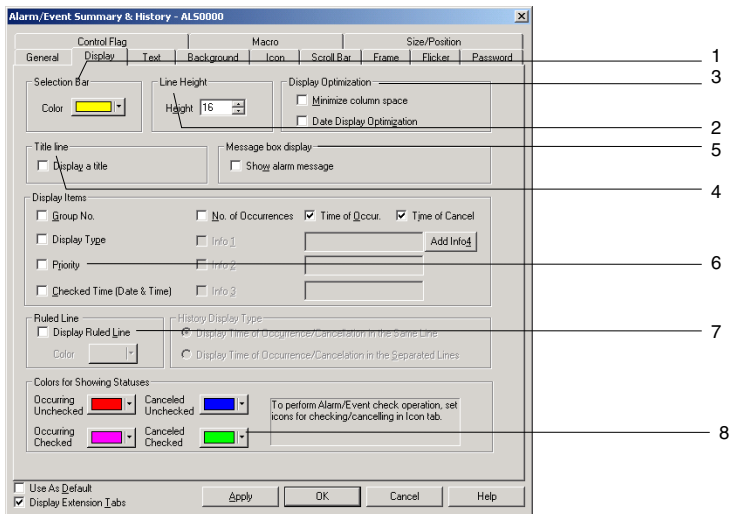 Alarm/Event Summary & History - ALS0000
Control Flag Macro Size/Position
General Display Text Background Icon Scroll Bar Frame Flicker Password
1
Selection Bar Line Height Display Optimization
3
Color Height 16 Minimize column space
Date Display Optimization
2
Title line Message box display
5
Display a title Show alarm message
4
Display Items
Group No. No. of Occurrences Time of Occur. Time of Cancel
Display Type Info 1 Add Info4
Priority Info 2
6
Checked Time (Date & Time) Info 3
Ruled Line History Display Type
Display Ruled Line Display Time of Occurrence/Cancellation in the Same Line
7
Color Display Time of Occurrence/Cancelation in the Separated Lines
Colors for Showing Statuses
Occurring Unchecked Canceled Unchecked
To perform Alarm/Event check operation, set
icons for checking/cancelling in Icon tab.
Occurring Checked Canceled Checked
8
Use As Default
Display Extension Tabs
Apply OK Cancel Help